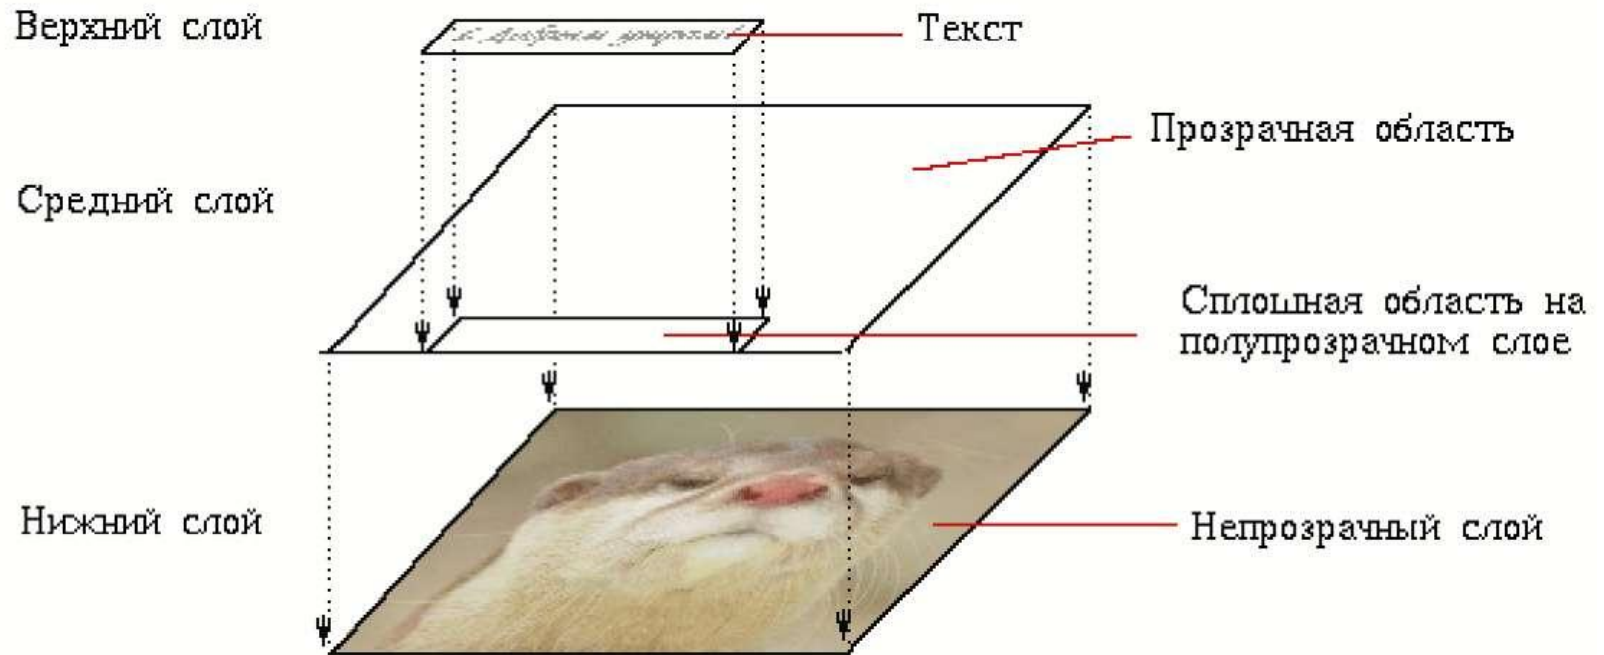 Верхний слой
Текст
Прозрачная область
Средний слой
Сплошная область на
полупрозрачном слое
Нижний слой
Непрозрачный слой